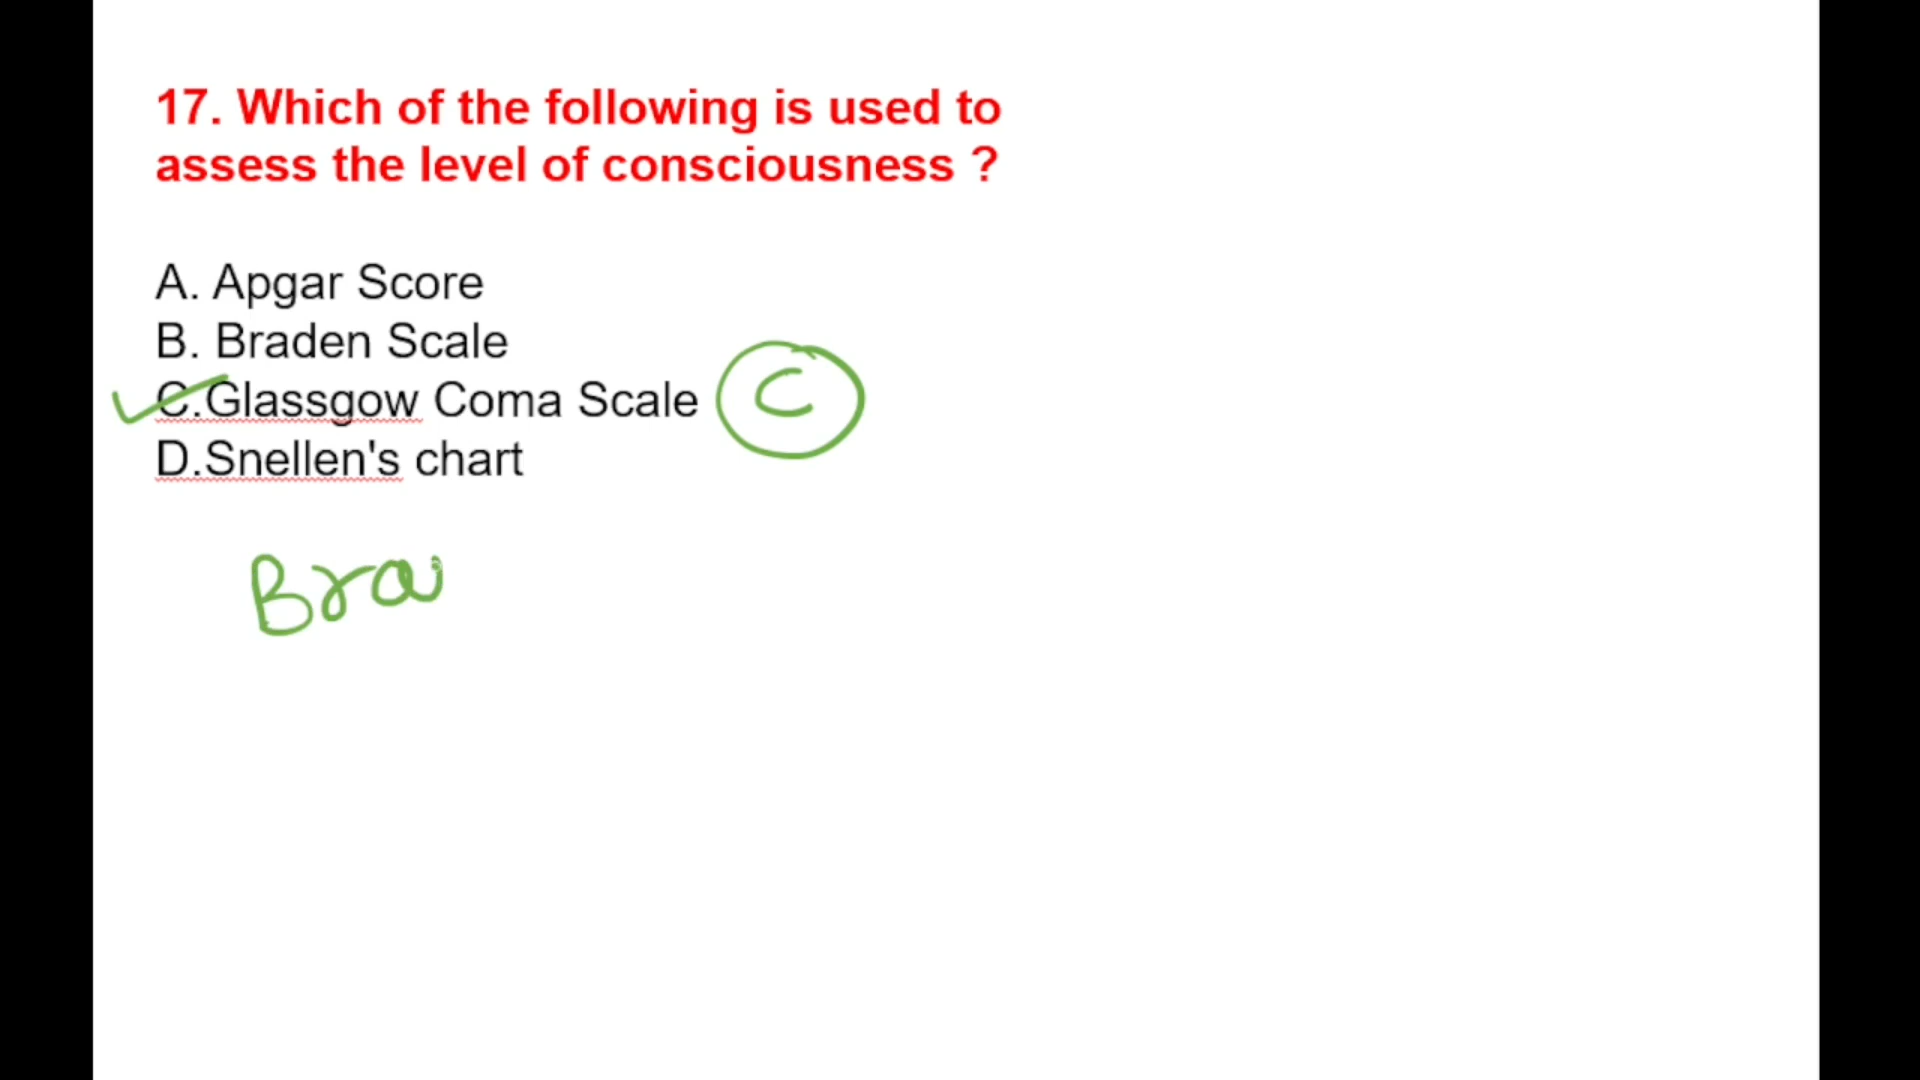 17. Which of the following is used to
assess the level of consciousness ?
A. Apgar Score
B. Braden Scale
C.Glassgow Coma Scale
C
D.Snellen's chart
Bra